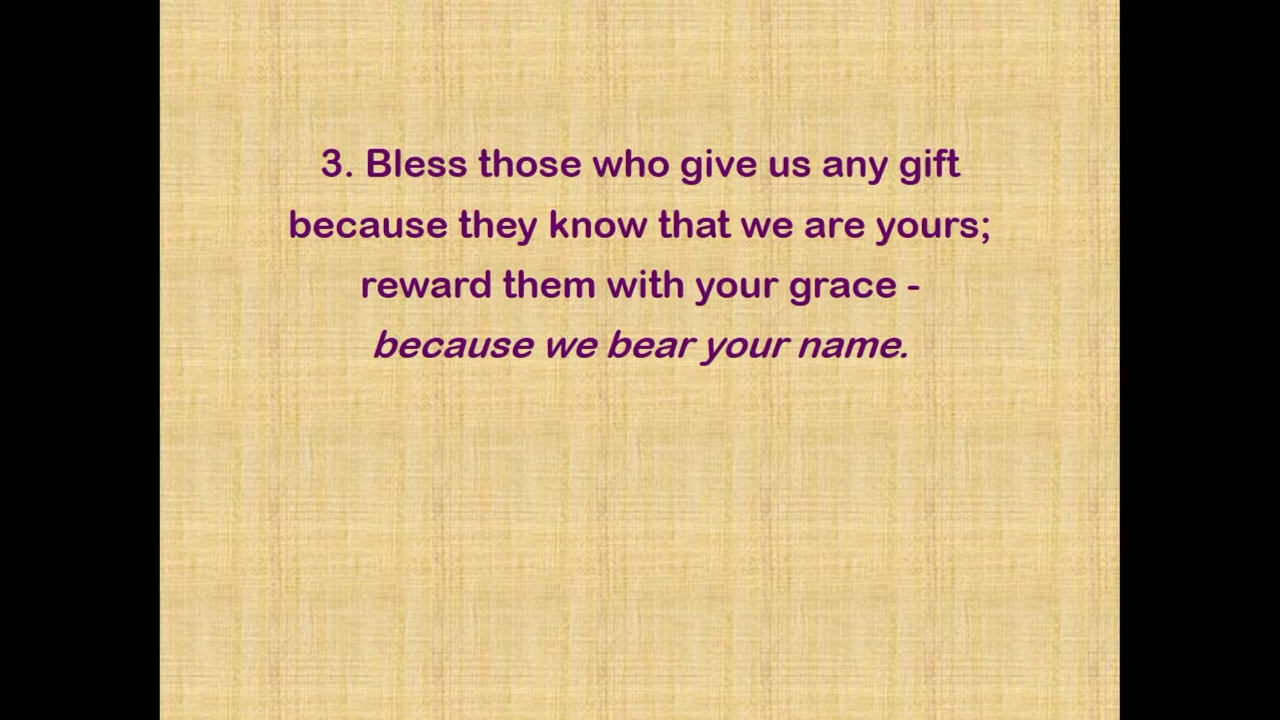 3. Bless those who give us any gift
because they know that we are yours;
reward them with your grace -
because we bear your name.